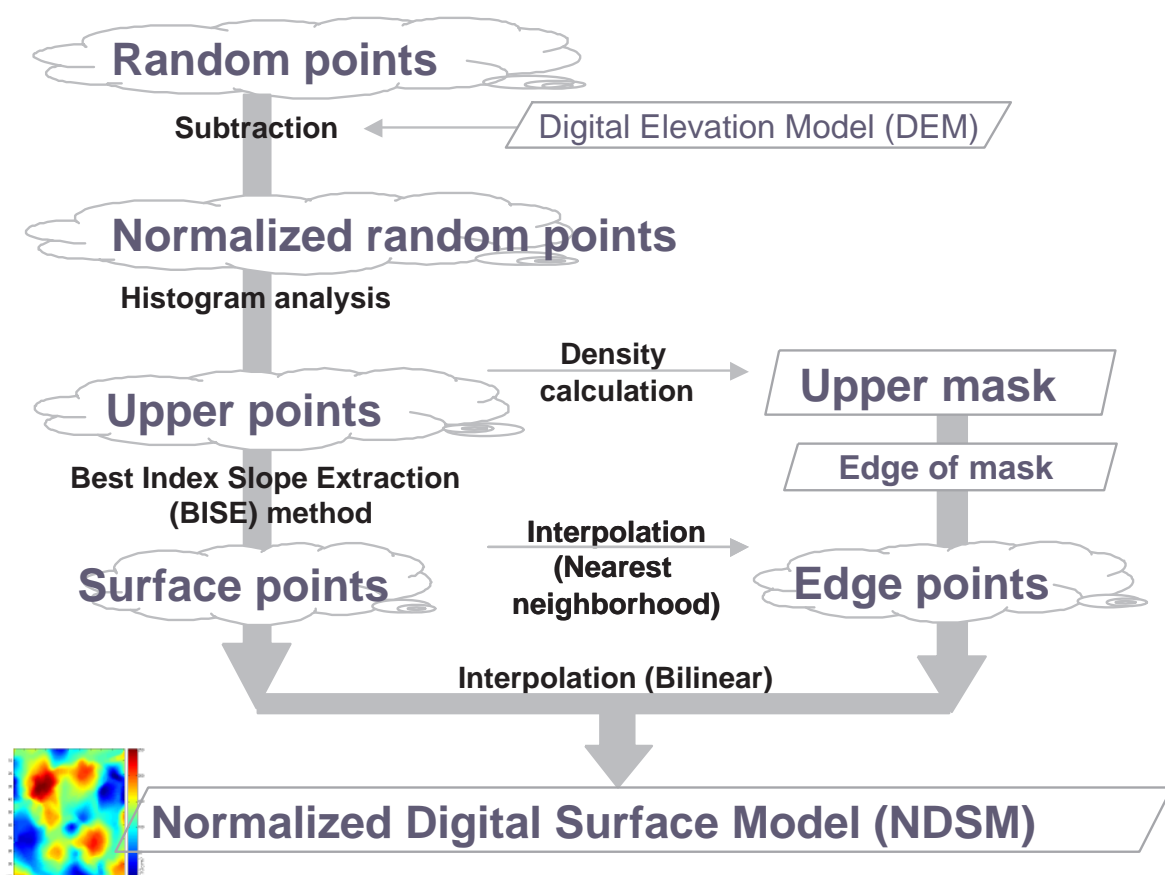 Random points
Subtraction
Digital Elevation Model (DEM)
Normalized random points
Histogram analysis
Density
calculation
Upper points
Upper mask
Best Index Slope Extraction
(BISE) method
Edge of mask
Interpolation
(Nearest
neighborhood)
Surface points
Edge points
Interpolation (Bilinear)
Normalized Digital Surface Model (NDSM)